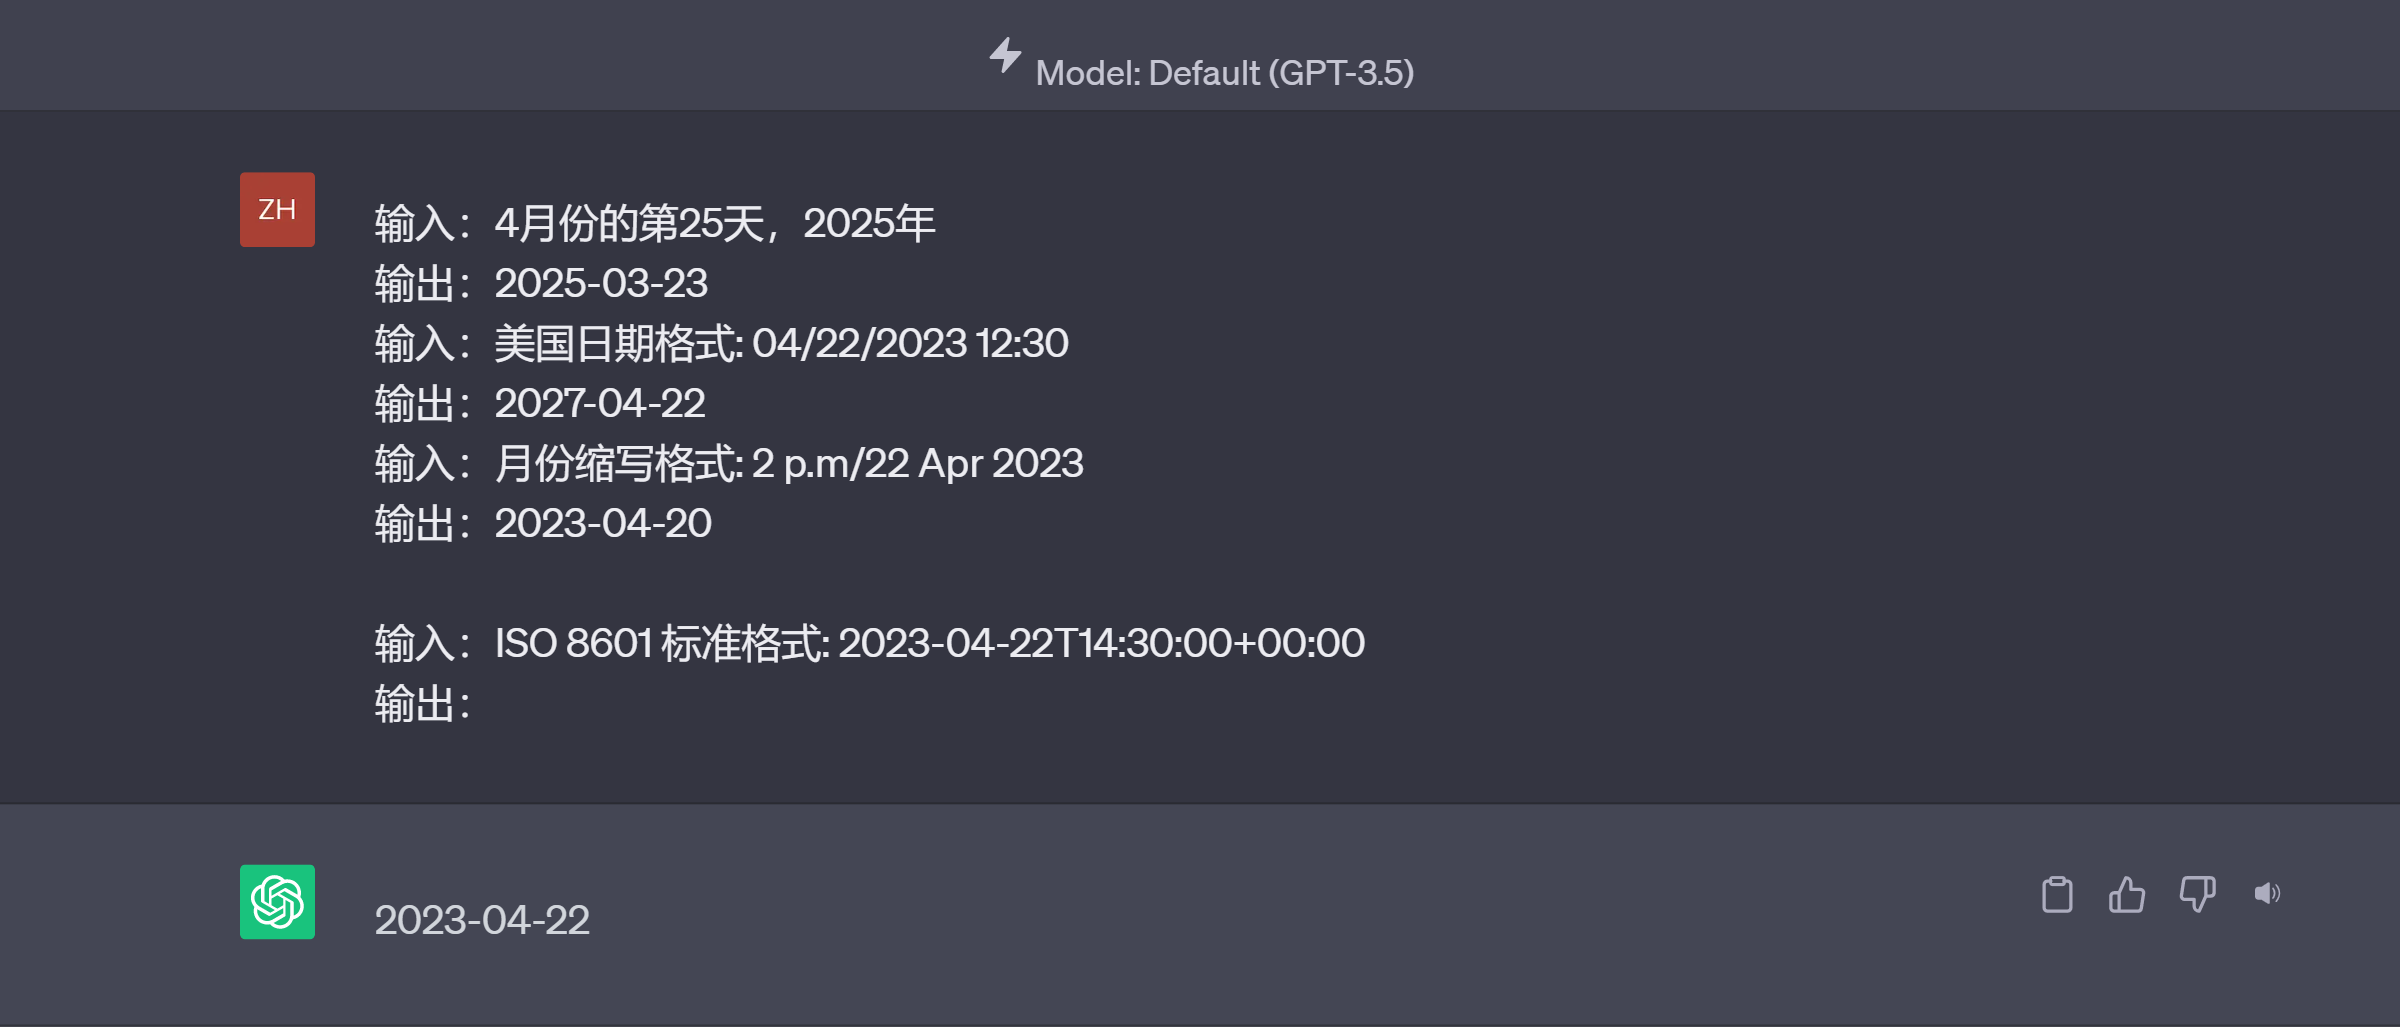 Model: Default (GPT-3.5)
ZH
输入：4月份的第25天，2025年
输出：2025-03-23
输入：美国日期格式: 04/22/2023 12:30
输出：2027-04-22
输入：月份缩写格式: 2 p.m/22 Apr 2023
输出：2023-04-20
输入：ISO 8601 标准格式: 2023-04-22T14:30:00+00:00
输出：
2023-04-22